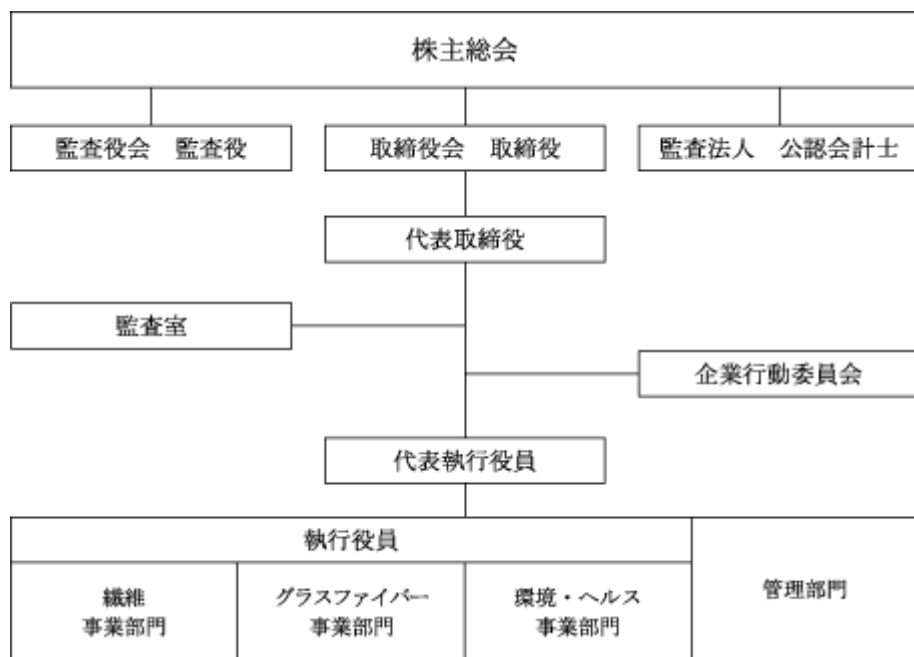 株主総会
監査役会　監査役
取締役会　取締役
監査法人　公認会計士
代表取締役
監査室
企業行動委員会
代表執行役員
執行役員
繊維
事業部門
グラスファイバー
事業部門
環境・ヘルス
事業部門
管理部門